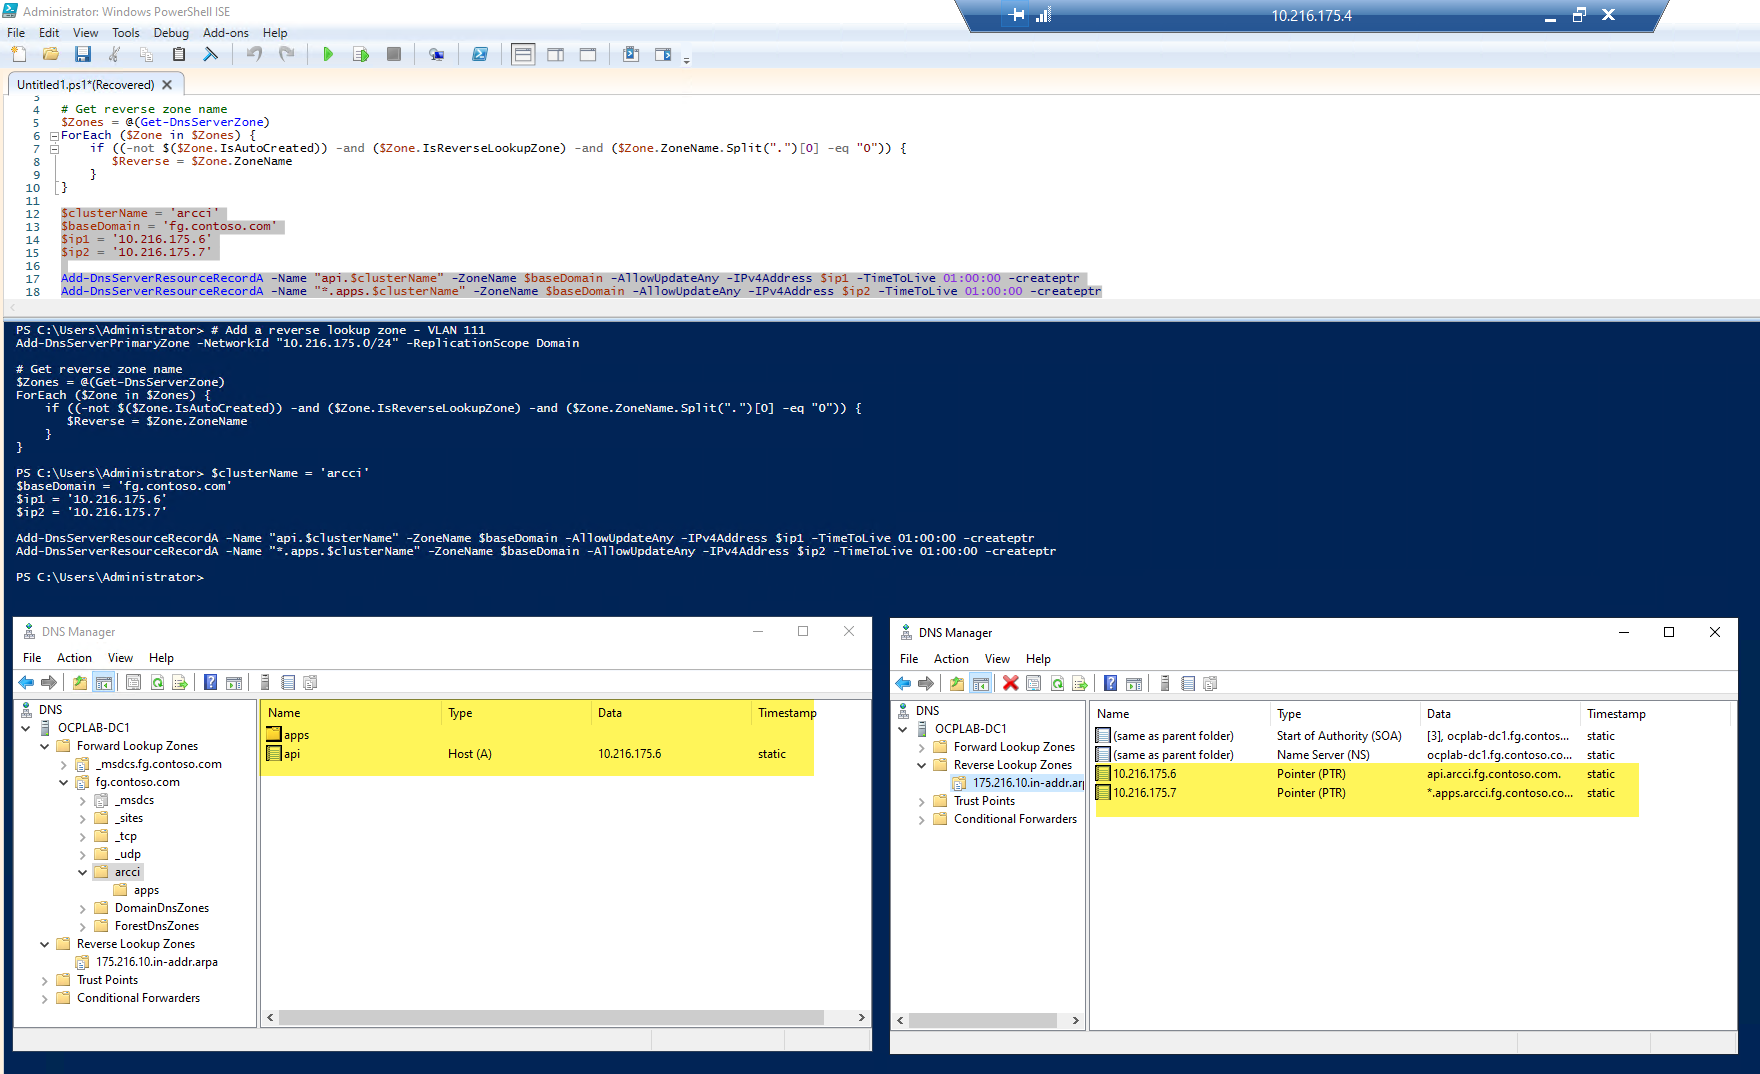 Administrator: Windows PowerShell ISE
10.216.175.4
File Edit View Tools Debug Add-ons Help
Untitled1.ps1*(Recovered)
3
4 # Get reverse zone name
5 $Zones = @(Get-DnsServerZone)
6 ForEach ($Zone in $Zones) {
7 if ((-not $($Zone.IsAutoCreated)) -and ($Zone.IsReverseLookupZone) -and ($Zone.ZoneName.Split(".")[0] -eq "0")) {
8 $Reverse = $Zone.ZoneName
9 }
10 }
11
12 $clusterName = 'arcci'
13 $baseDomain = 'fg.contoso.com'
14 $ip1 = '10.216.175.6'
15 $ip2 = '10.216.175.7'
16
17 Add-DnsServerResourceRecordA -Name "api.$clusterName" -ZoneName $baseDomain -AllowUpdateAny -IPv4Address $ip1 -TimeToLive 01:00:00 -createptr
18 Add-DnsServerResourceRecordA -Name "*.apps.$clusterName" -ZoneName $baseDomain -AllowUpdateAny -IPv4Address $ip2 -TimeToLive 01:00:00 -createptr
PS C:\Users\Administrator> # Add a reverse lookup zone - VLAN 111
Add-DnsServerPrimaryZone -NetworkId "10.216.175.0/24" -ReplicationScope Domain
# Get reverse zone name
$Zones = @(Get-DnsServerZone)
ForEach ($Zone in $Zones) {
if ((-not $($Zone.IsAutoCreated)) -and ($Zone.IsReverseLookupZone) -and ($Zone.ZoneName.Split(".")[0] -eq "0")) {
$Reverse = $Zone.ZoneName
}
}
PS C:\Users\Administrator> $clusterName = 'arcci'
$baseDomain = 'fg.contoso.com'
$ip1 = '10.216.175.6'
$ip2 = '10.216.175.7'
Add-DnsServerResourceRecordA -Name "api.$clusterName" -ZoneName $baseDomain -AllowUpdateAny -IPv4Address $ip1 -TimeToLive 01:00:00 -createptr
Add-DnsServerResourceRecordA -Name "*.apps.$clusterName" -ZoneName $baseDomain -AllowUpdateAny -IPv4Address $ip2 -TimeToLive 01:00:00 -createptr
PS C:\Users\Administrator>
DNS Manager
File Action View Help
DNS
OCPLAB-DC1
Forward Lookup Zones
_msdcs.fg.contoso.com
fg.contoso.com
_msdcs
_sites
_tcp
_udp
arcci
apps
DomainDnsZones
ForestDnsZones
Reverse Lookup Zones
175.216.10.in-addr.arpa
Trust Points
Conditional Forwarders
Name Type Data Timestamp
apps
api Host (A) 10.216.175.6 static
DNS Manager
File Action View Help
DNS
OCPLAB-DC1
Forward Lookup Zones
Reverse Lookup Zones
175.216.10.in-addr.ar
Trust Points
Conditional Forwarders
Name Type Data Timestamp
(same as parent folder) Start of Authority (SOA) [3], ocplab-dc1.fg.contos... static
(same as parent folder) Name Server (NS) ocplab-dc1.fg.contoso.co... static
10.216.175.6 Pointer (PTR) api.arcci.fg.contoso.com. static
10.216.175.7 Pointer (PTR) *.apps.arcci.fg.contoso.co... static